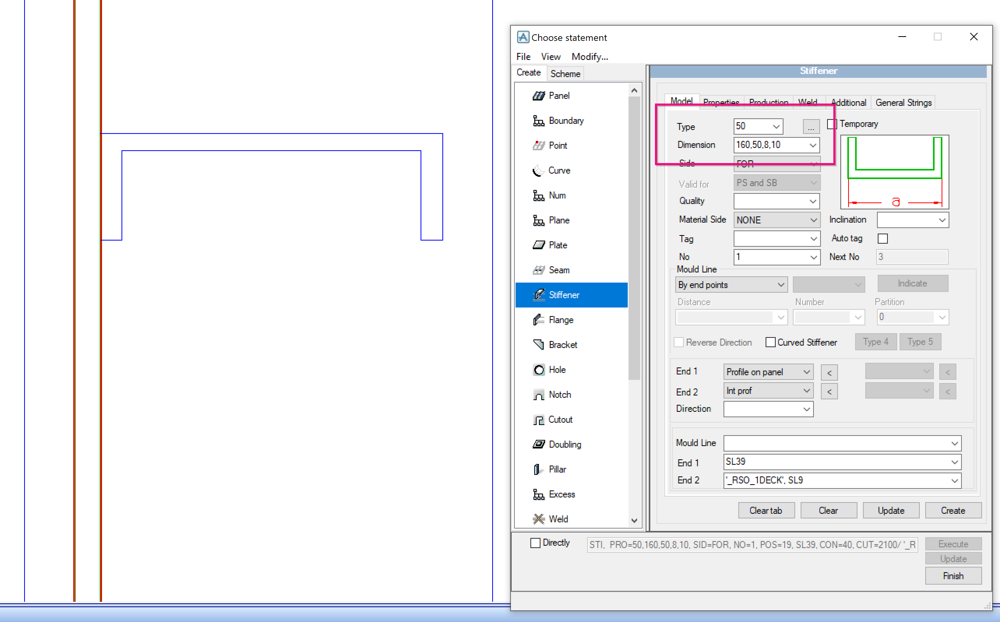 Choose statement
File View Modify...
Create Scheme
Stiffener
Panel
Boundary
Point
Curve
Num
Plane
Plate
Seam
Stiffener
Flange
Bracket
Hole
Notch
Cutout
Doubling
Pillar
Excess
Weld
Model Properties Production Weld Additional General Strings
Type 50 ... Temporary
Dimension 160,50,8,10
Side FOR
Valid for PS and SB
Quality
a
Material Side NONE Inclination
Tag Auto tag
No 1 Next No 3
Mould Line
By end points Indicate
Distance Number Partition
0
Reverse Direction Curved Stiffener Type 4 Type 5
End 1 Profile on panel < <
End 2 Int prof < <
Direction
Mould Line
End 1 SL39
End 2 '_RSO_1DECK', SL9
Clear tab Clear Update Create
Directly STI, PRO=50,160,50,8,10, SID=FOR, NO=1, POS=19, SL39, CON=40, CUT=2100/ '_R Execute
Update
Finish